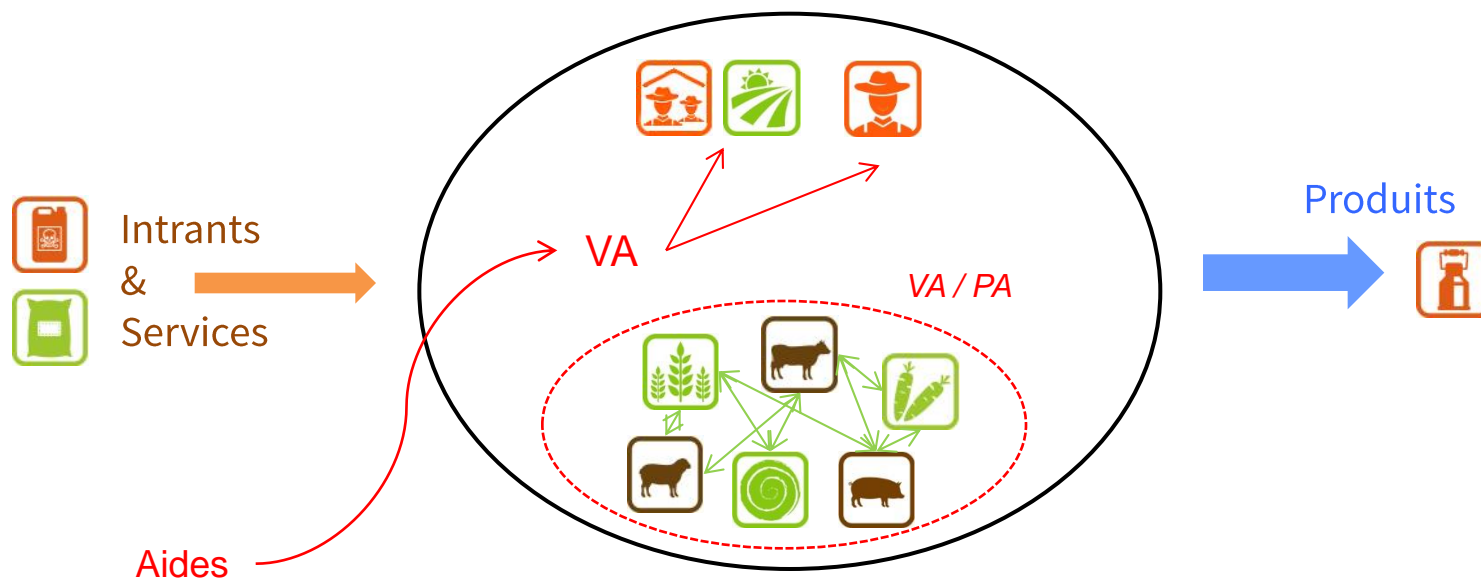 Intrants
&
Services
Aides
VA
VA / PA
Produits